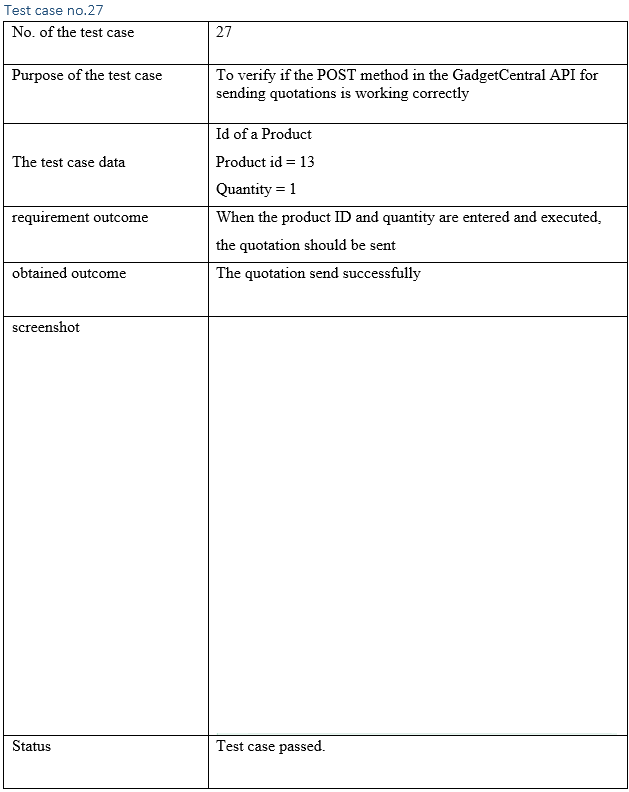 Test case no.27
No. of the test case
27
Purpose of the test case
To verify if the POST method in the GadgetCentral API for
sending quotations is working correctly
The test case data
Id of a Product
Product id = 13
Quantity = 1
requirement outcome
When the product ID and quantity are entered and executed,
the quotation should be sent
obtained outcome
The quotation send successfully
screenshot
Status
Test case passed.